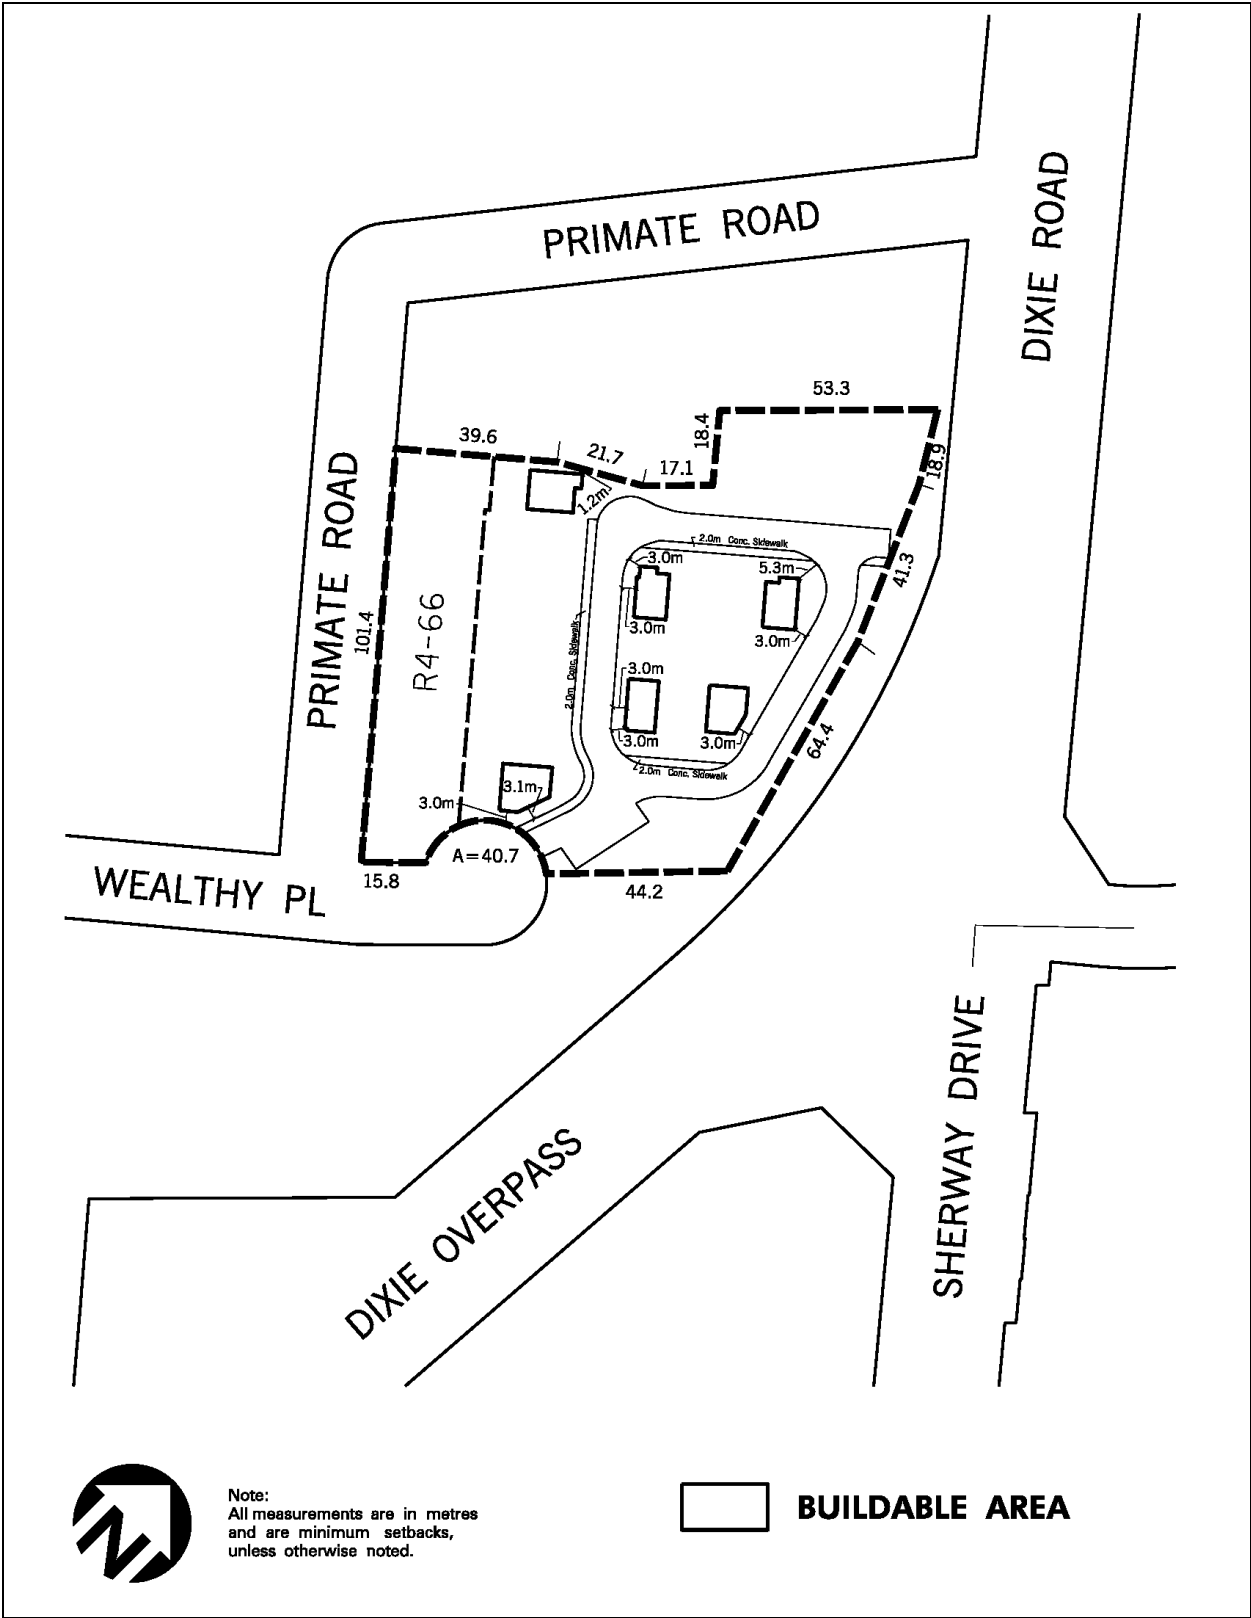 PRIMATE ROAD
DIXIE ROAD
53.3
18.4
39.6
21.7
17.1
18.9
1.2m
PRIMATE ROAD
2.0m Conc. Sidewalk
3.0m
5.3m
41.3
R4-66
101.4
3.0m
3.0m
2.0m Conc. Sidewalk
3.0m
64.4
3.0m
3.0m
2.0m Conc. Sidewalk
3.1m
3.0m
A=40.7
15.8
44.2
WEALTHY PL
SHERWAY DRIVE
DIXIE OVERPASS
N
Note:
All measurements are in metres
and are minimum setbacks,
unless otherwise noted.
BUILDABLE AREA